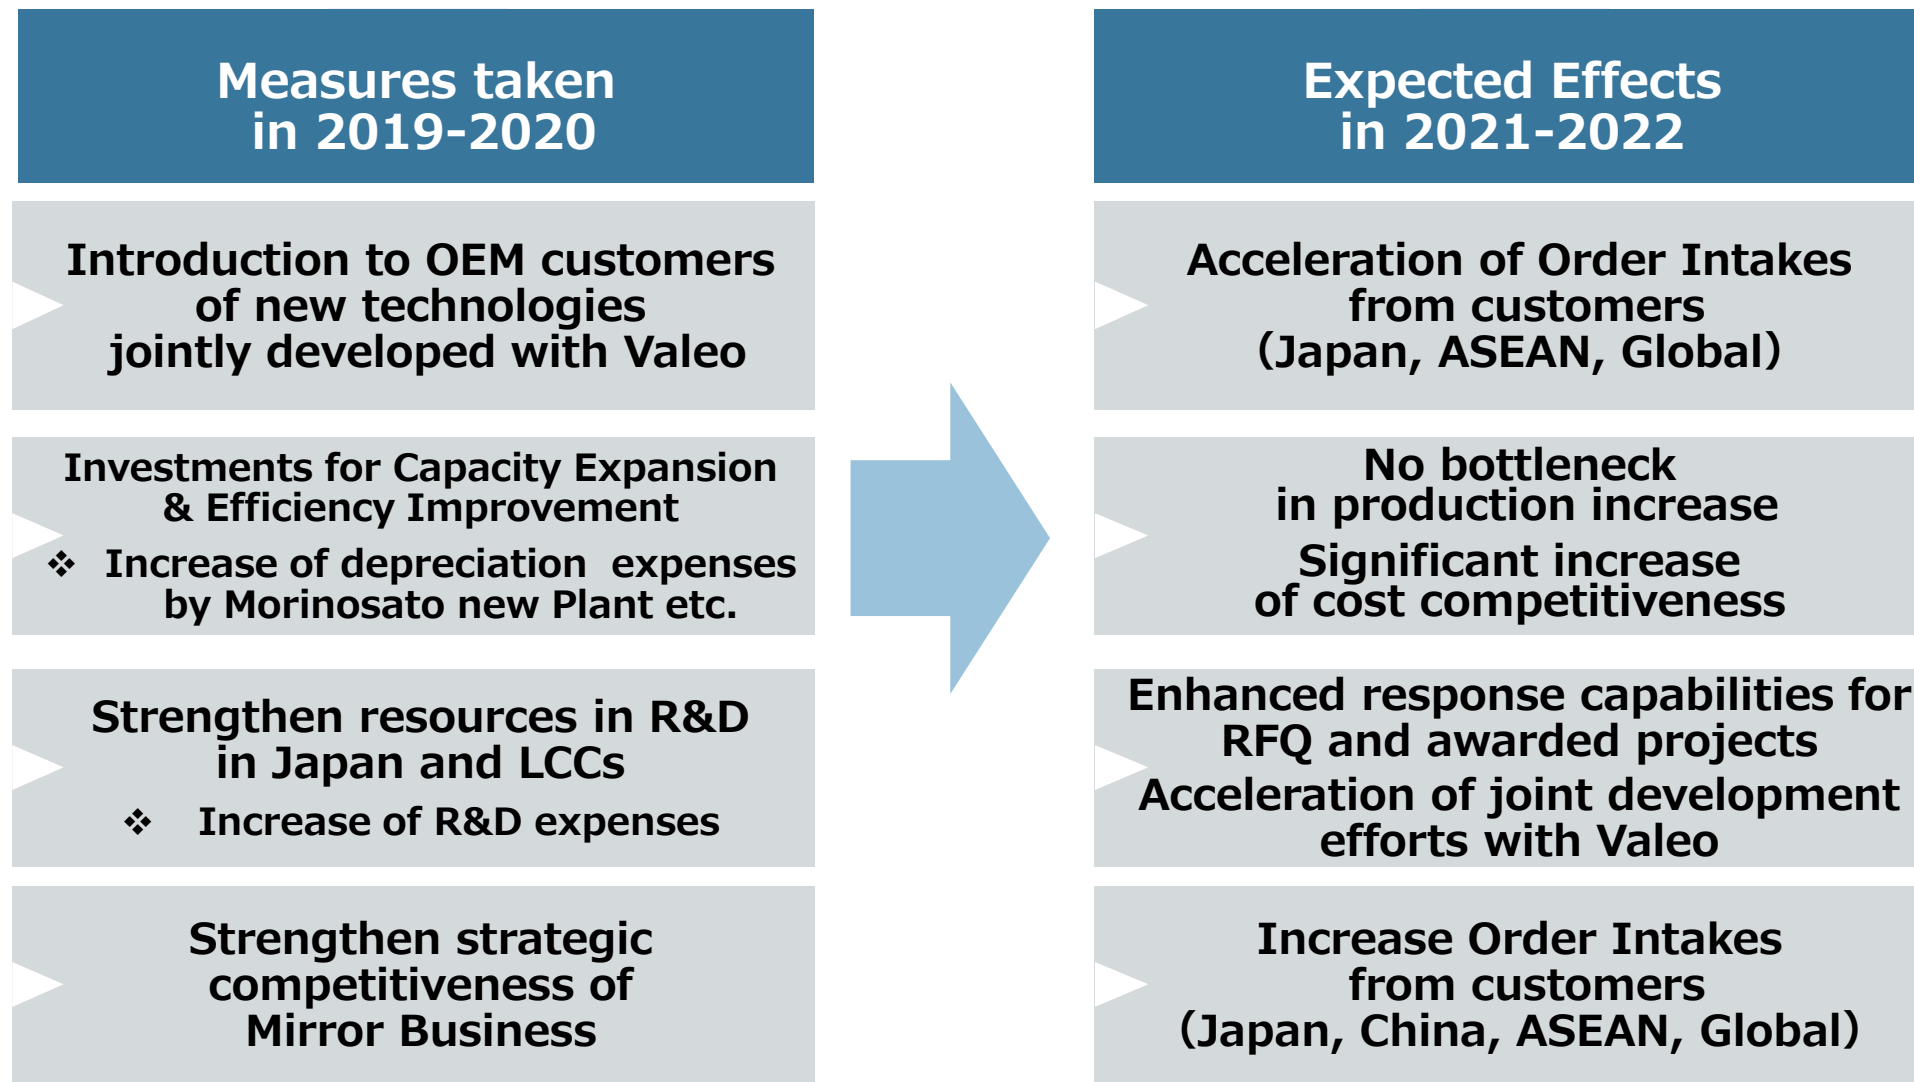 Measures taken
in 2019-2020
Introduction to OEM customers
of new technologies
jointly developed with Valeo
Investments for Capacity Expansion
& Efficiency Improvement
❖ Increase of depreciation expenses
by Morinosato new Plant etc.
Strengthen resources in R&D
in Japan and LCCs
❖ Increase of R&D expenses
Strengthen strategic
competitiveness of
Mirror Business
Expected Effects
in 2021-2022
Acceleration of Order Intakes
from customers
（Japan, ASEAN, Global）
No bottleneck
in production increase
Significant increase
of cost competitiveness
Enhanced response capabilities for
RFQ and awarded projects
Acceleration of joint development
efforts with Valeo
Increase Order Intakes
from customers
（Japan, China, ASEAN, Global）